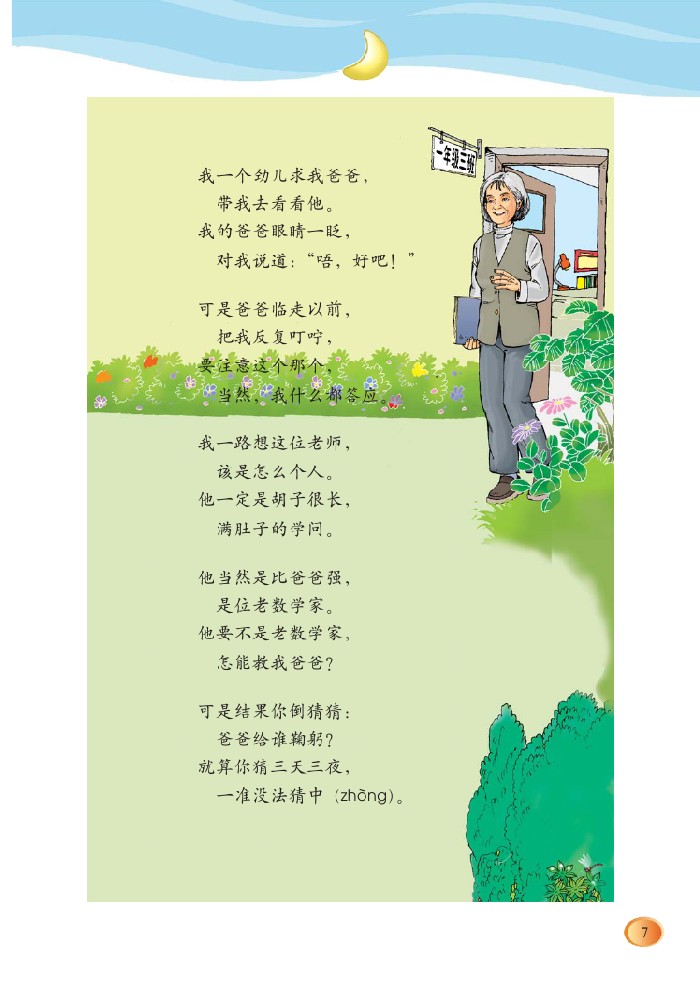 一年级三班
我一个幼儿求我爸爸，
带我去看看他。
我的爸爸眼睛一眨，
对我说道：“唔，好吧！”
可是爸爸临走以前，
把我反复叮咛，
要注意这个那个，
当然，我什么都答应。
我一路想这位老师，
该是怎么个人。
他一定是胡子很长，
满肚子的学问。
他当然是比爸爸强，
是位老数学家。
他要不是老数学家，
怎能教我爸爸？
可是结果你倒猜猜：
爸爸给谁鞠躬？
就算你猜三天三夜，
一准没法猜中（zhōng）。
7